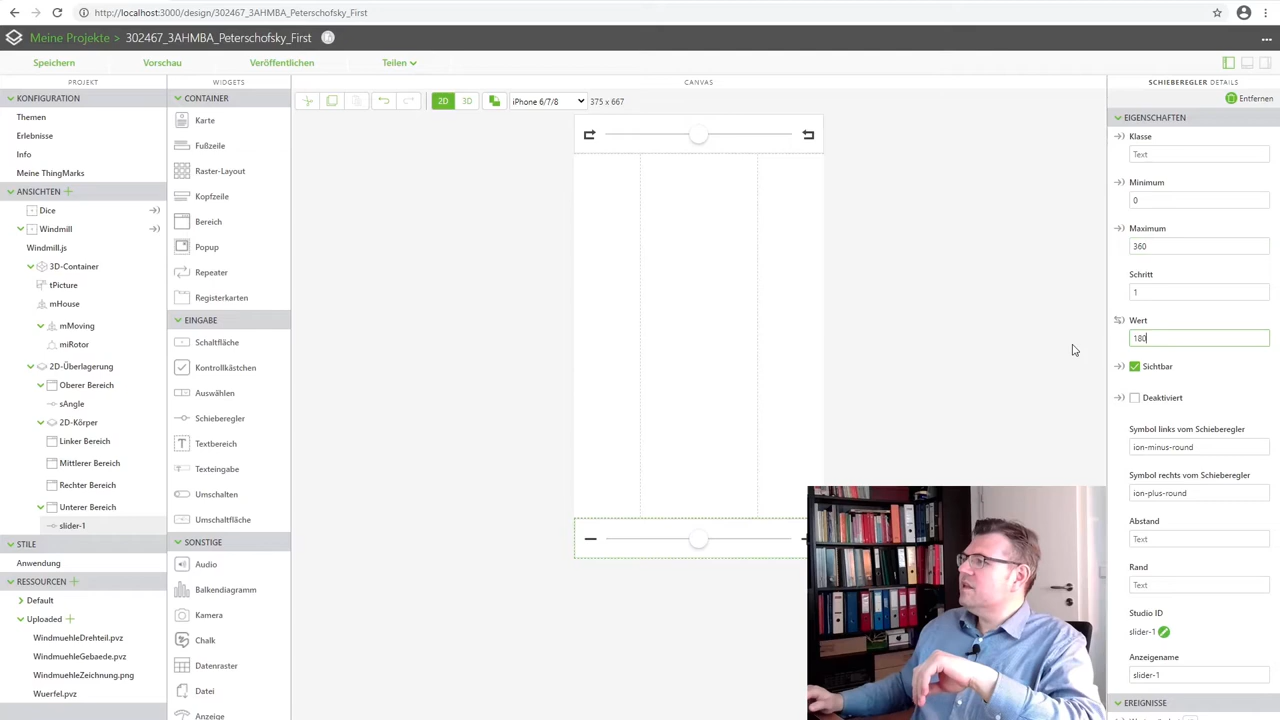 http://localhost:3000/design/302467_3AHMBA_Peterschofsky_First
Meine Projekte > 302467_3AHMBA_Peterschofsky_First
Speichern
Vorschau
Veröffentlichen
Teilen
PROJEKT
KONFIGURATION
Themen
Erlebnisse
Info
Meine ThingMarks
ANSICHTEN
Dice
Windmill
Windmill.js
3D-Container
tPicture
mHouse
mMoving
miRotor
2D-Überlagerung
Oberer Bereich
sAngle
2D-Körper
Linker Bereich
Mittlerer Bereich
Rechter Bereich
Unterer Bereich
slider-1
STILE
Anwendung
RESSOURCEN
Default
Uploaded
WindmuehleDrehteil.pvz
WindmuehleGebaede.pvz
WindmuehleZeichnung.png
Wuerfel.pvz
WIDGETS
CONTAINER
Karte
Fußzeile
Raster-Layout
Kopfzeile
Bereich
Popup
Repeater
Registerkarten
EINGABE
Schaltfläche
Kontrollkästchen
Auswählen
Schieberegler
Textbereich
Texteingabe
Umschalten
Umschaltfläche
SONSTIGE
Audio
Balkendiagramm
Kamera
Chalk
Datenraster
Datei
Anzeige
CANVAS
2D
3D
iPhone 6/7/8
375 x 667
SCHIEBEREGLER DETAILS
Entfernen
EIGENSCHAFTEN
Klasse
Text
Minimum
0
Maximum
360
Schritt
1
Wert
180
Sichtbar
Deaktiviert
Symbol links vom Schieberegler
ion-minus-round
Symbol rechts vom Schieberegler
ion-plus-round
Abstand
Text
Rand
Text
Studio ID
slider-1
Anzeigename
slider-1
EREIGNISSE